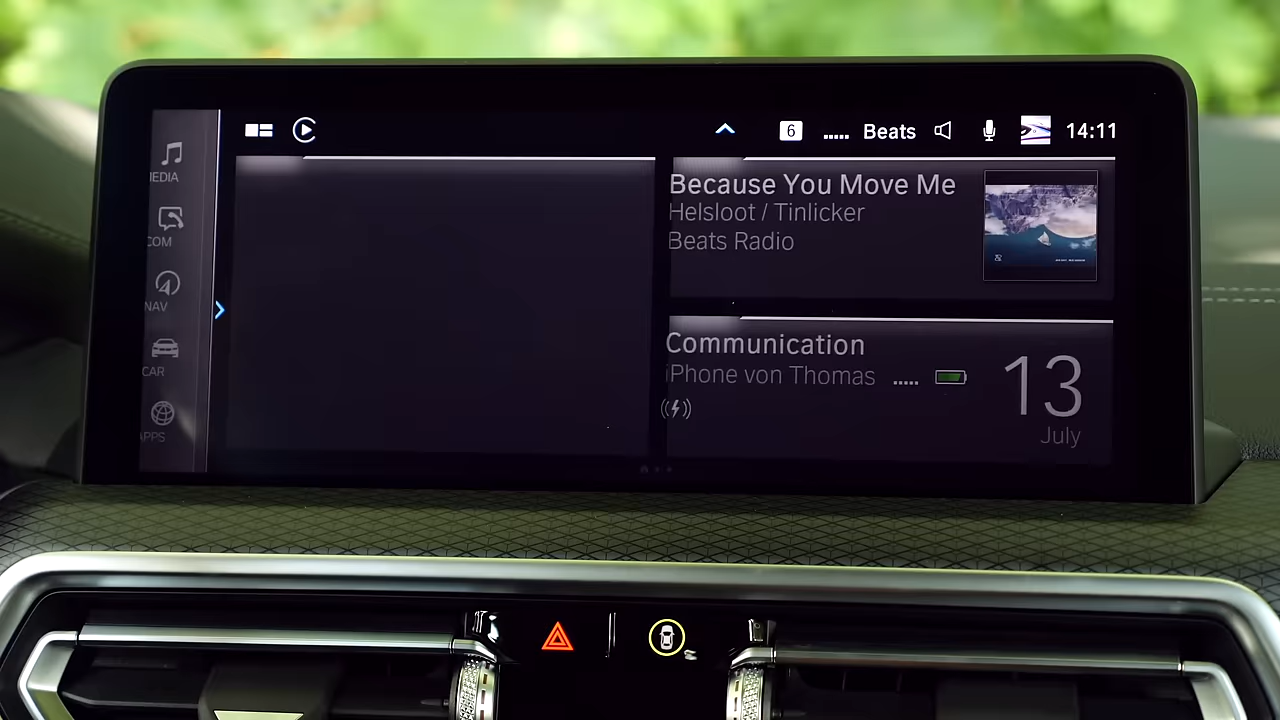 6 Beats 14:11
MEDIA
COM
NAV
CAR
APPS
Because You Move Me
Helsloot / Tinlicker
Beats Radio
Communication
iPhone von Thomas
13
July